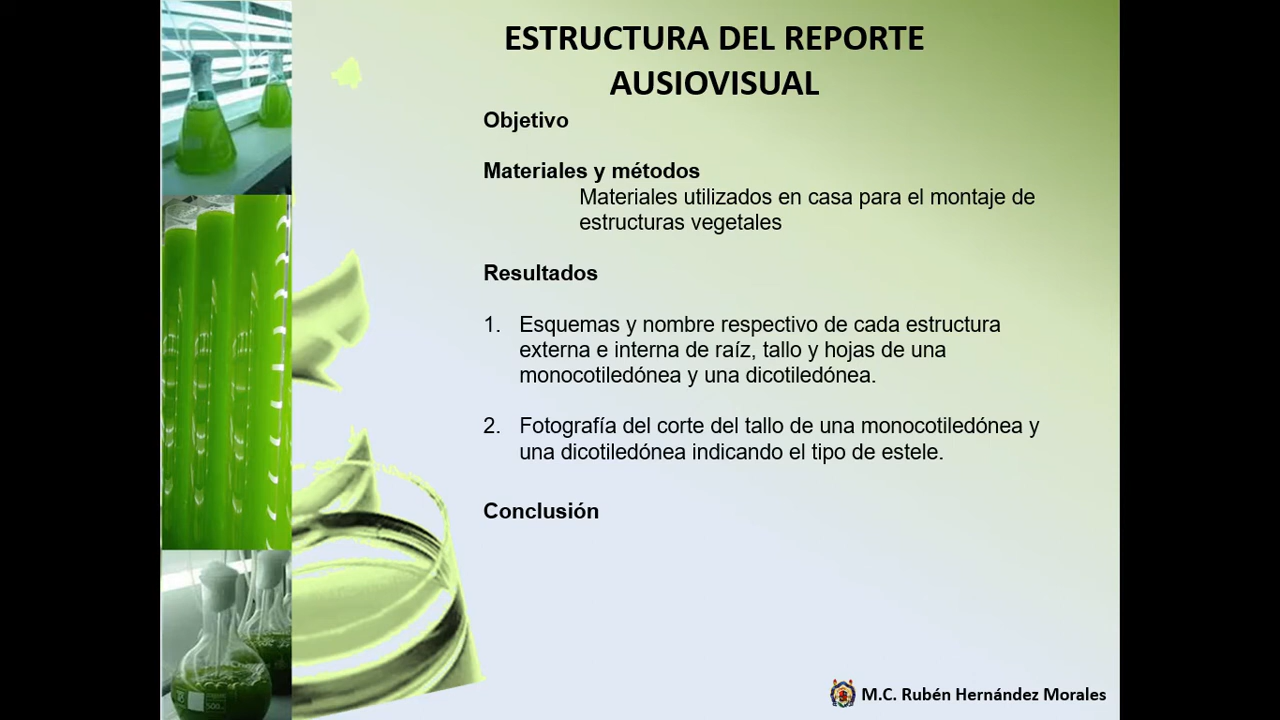 ESTRUCTURA DEL REPORTE
AUSIOVISUAL
Objetivo
Materiales y métodos
Materiales utilizados en casa para el montaje de
estructuras vegetales
Resultados
1. Esquemas y nombre respectivo de cada estructura
externa e interna de raíz, tallo y hojas de una
monocotiledónea y una dicotiledónea.
2. Fotografía del corte del tallo de una monocotiledónea y
una dicotiledónea indicando el tipo de estele.
Conclusión
M.C. Rubén Hernández Morales